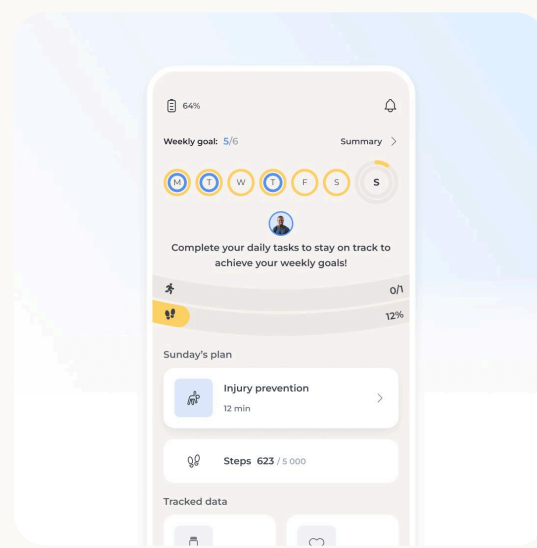 64%
Weekly goal: 5/6
Summary
M T W T F S S
Complete your daily tasks to stay on track to
achieve your weekly goals!
0/1
12%
Sunday's plan
Injury prevention
12 min
Steps 623 / 5 000
Tracked data